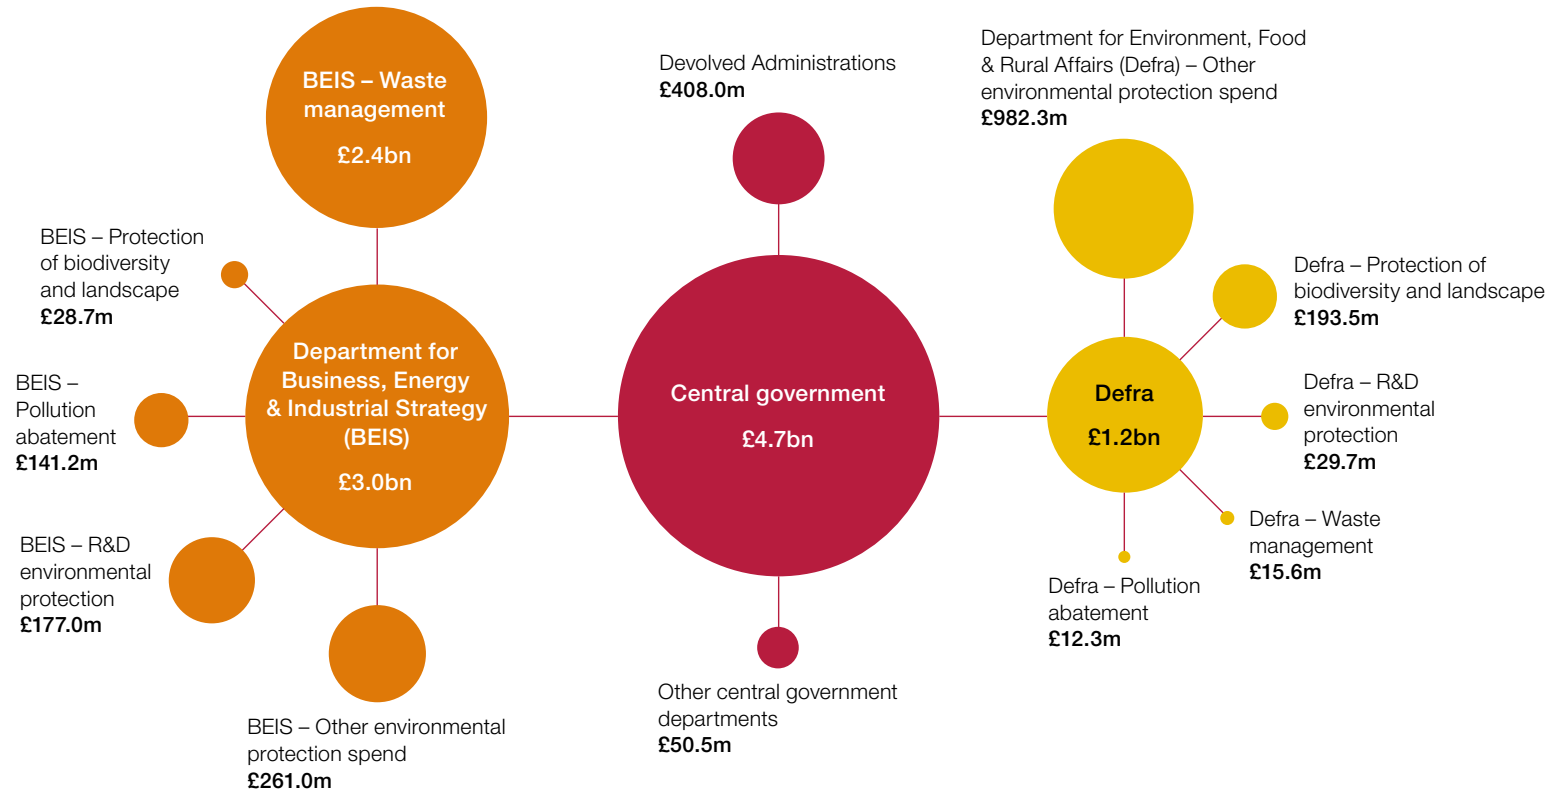 BEIS – Waste
management
£2.4bn
BEIS – Protection
of biodiversity
and landscape
£28.7m
Department for
Business, Energy
& Industrial Strategy
(BEIS)
£3.0bn
BEIS –
Pollution
abatement
£141.2m
BEIS – R&D
environmental
protection
£177.0m
BEIS – Other environmental
protection spend
£261.0m
Devolved Administrations
£408.0m
Central government
£4.7bn
Other central government
departments
£50.5m
Department for Environment, Food
& Rural Affairs (Defra) – Other
environmental protection spend
£982.3m
Defra – Protection of
biodiversity and landscape
£193.5m
Defra
£1.2bn
Defra – R&D
environmental
protection
£29.7m
Defra – Waste
management
£15.6m
Defra – Pollution
abatement
£12.3m